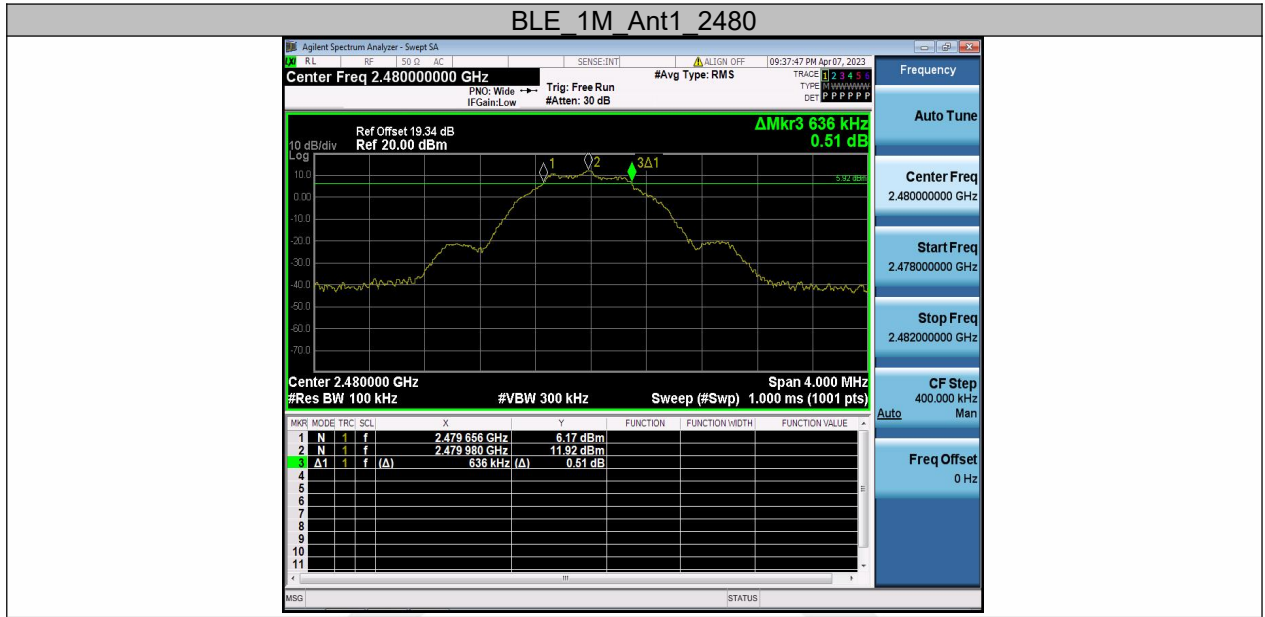 BLE_1M_Ant1_2480
Agilent Spectrum Analyzer - Swept SA
RL RF 50 Ω AC SENSE:INT ALIGN OFF 09:37:47 PM Apr 07, 2023
Center Freq 2.480000000 GHz #Avg Type: RMS TRACE 1 2 3 4 5 6
PNO: Wide Trig: Free Run TYPE M W W W W W
IFGain:Low #Atten: 30 dB DET P P P P P P
Frequency
Auto Tune
Center Freq
2.480000000 GHz
Start Freq
2.478000000 GHz
Stop Freq
2.482000000 GHz
CF Step
400.000 kHz
Auto Man
Freq Offset
0 Hz
ΔMkr3 636 kHz
Ref Offset 19.34 dB
10 dB/div Ref 20.00 dBm 0.51 dB
Log
1 2 3Δ1
10.0
5.92 dBm
0.00
-10.0
-20.0
-30.0
-40.0
-50.0
-60.0
-70.0
Center 2.480000 GHz Span 4.000 MHz
#Res BW 100 kHz #VBW 300 kHz Sweep (#Swp) 1.000 ms (1001 pts)
MKR MODE TRC SCL X Y FUNCTION FUNCTION WIDTH FUNCTION VALUE
1 N 1 f 2.479 656 GHz 6.17 dBm
2 N 1 f 2.479 980 GHz 11.92 dBm
3 Δ1 1 f (Δ) 636 kHz (Δ) 0.51 dB
4
5
6
7
8
9
10
11
MSG STATUS